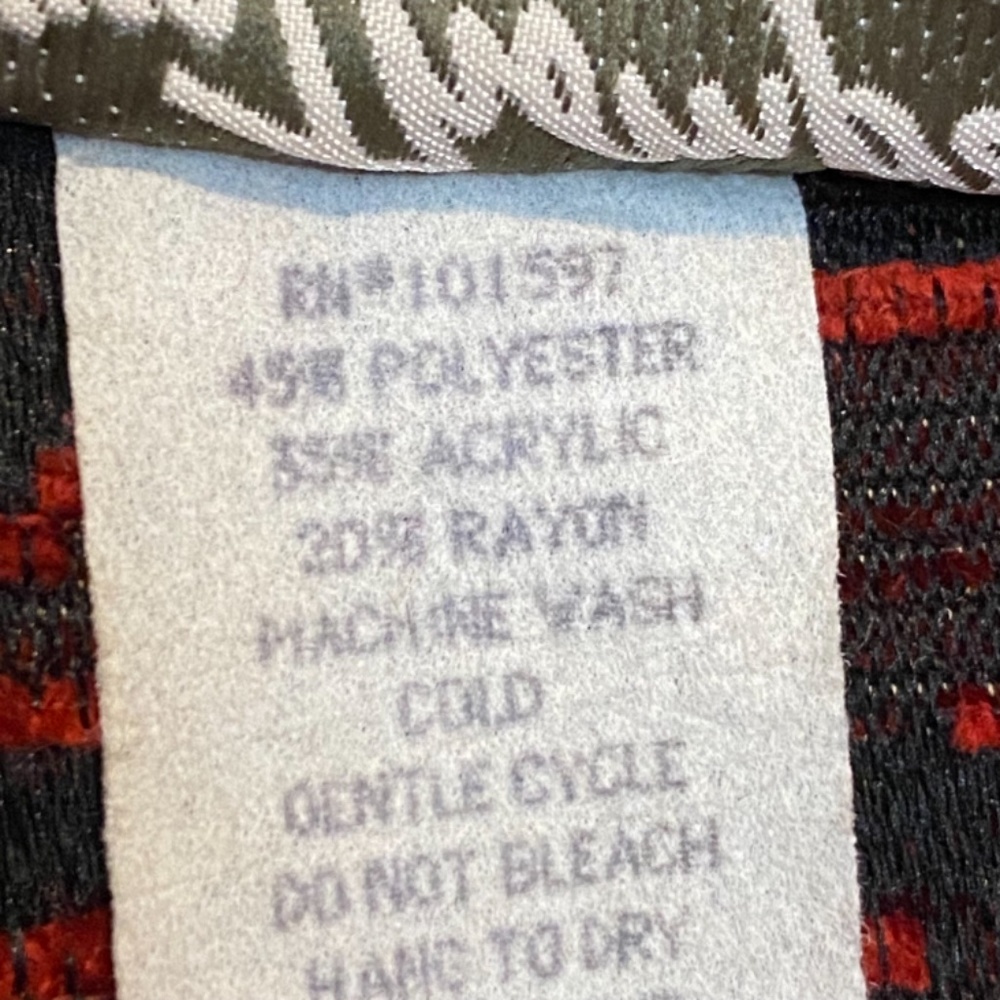 RN#101597
45% POLYESTER
35% ACRYLIC
20% RAYON
MACHINE WASH
COLD
GENTLE CYCLE
DO NOT BLEACH
HANG TO DRY